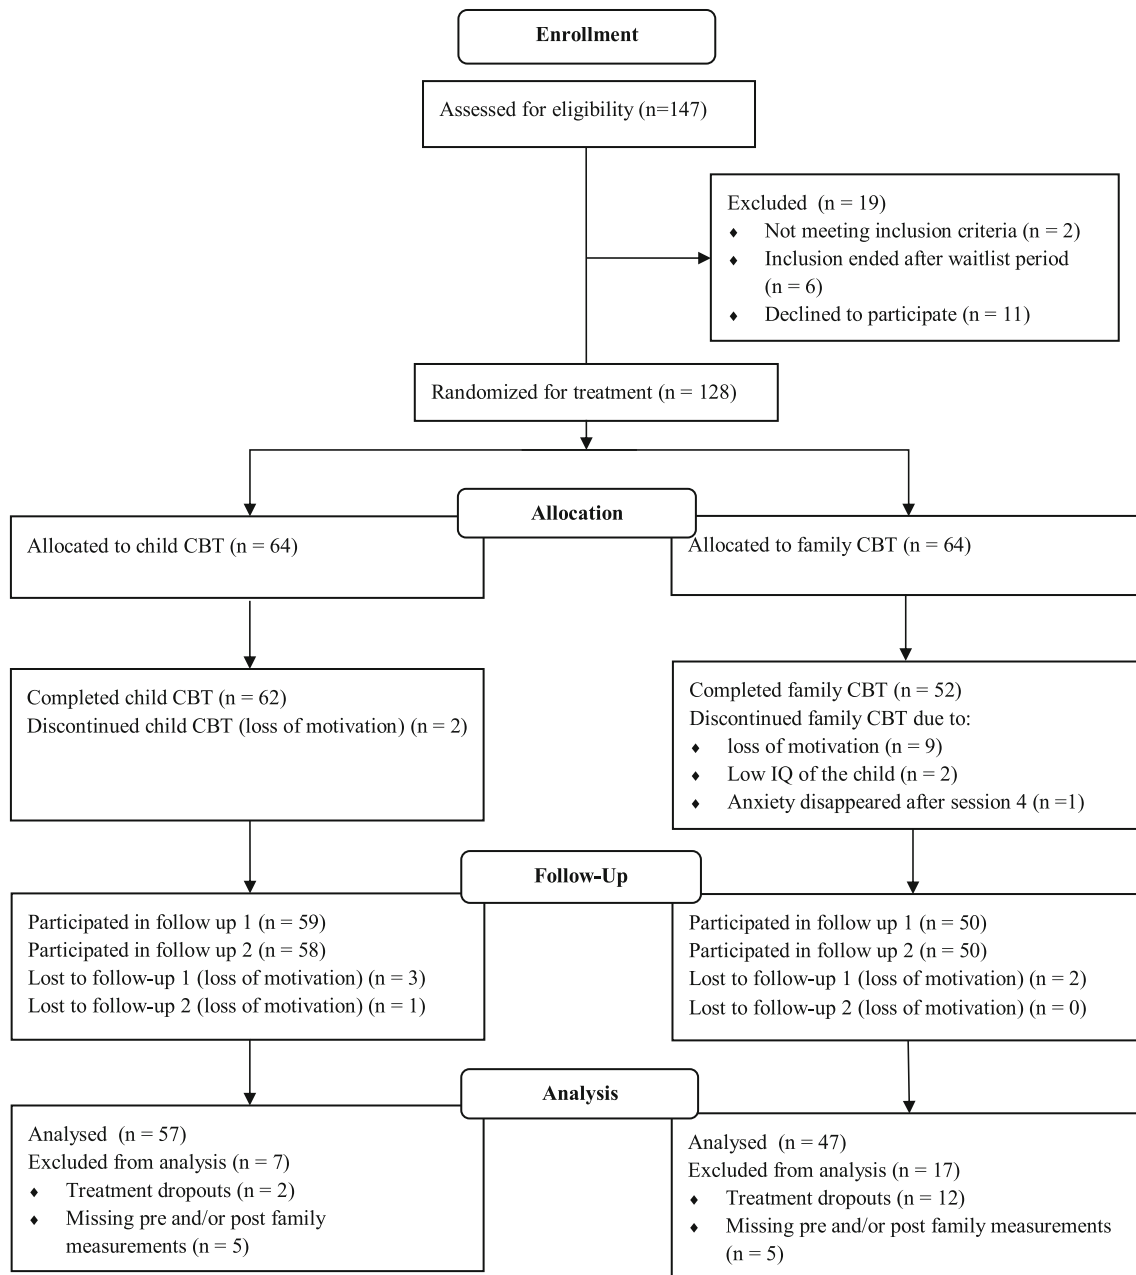 Enrollment
Assessed for eligibility (n=147)
Excluded (n = 19)
♦ Not meeting inclusion criteria (n = 2)
♦ Inclusion ended after waitlist period
(n = 6)
♦ Declined to participate (n = 11)
Randomized for treatment (n = 128)
Allocation
Allocated to child CBT (n = 64)
Allocated to family CBT (n = 64)
Completed child CBT (n = 62)
Discontinued child CBT (loss of motivation) (n = 2)
Completed family CBT (n = 52)
Discontinued family CBT due to:
♦ loss of motivation (n = 9)
♦ Low IQ of the child (n = 2)
♦ Anxiety disappeared after session 4 (n =1)
Follow-Up
Participated in follow up 1 (n = 59)
Participated in follow up 2 (n = 58)
Lost to follow-up 1 (loss of motivation) (n = 3)
Lost to follow-up 2 (loss of motivation) (n = 1)
Participated in follow up 1 (n = 50)
Participated in follow up 2 (n = 50)
Lost to follow-up 1 (loss of motivation) (n = 2)
Lost to follow-up 2 (loss of motivation) (n = 0)
Analysis
Analysed (n = 57)
Excluded from analysis (n = 7)
♦ Treatment dropouts (n = 2)
♦ Missing pre and/or post family
measurements (n = 5)
Analysed (n = 47)
Excluded from analysis (n = 17)
♦ Treatment dropouts (n = 12)
♦ Missing pre and/or post family measurements
(n = 5)